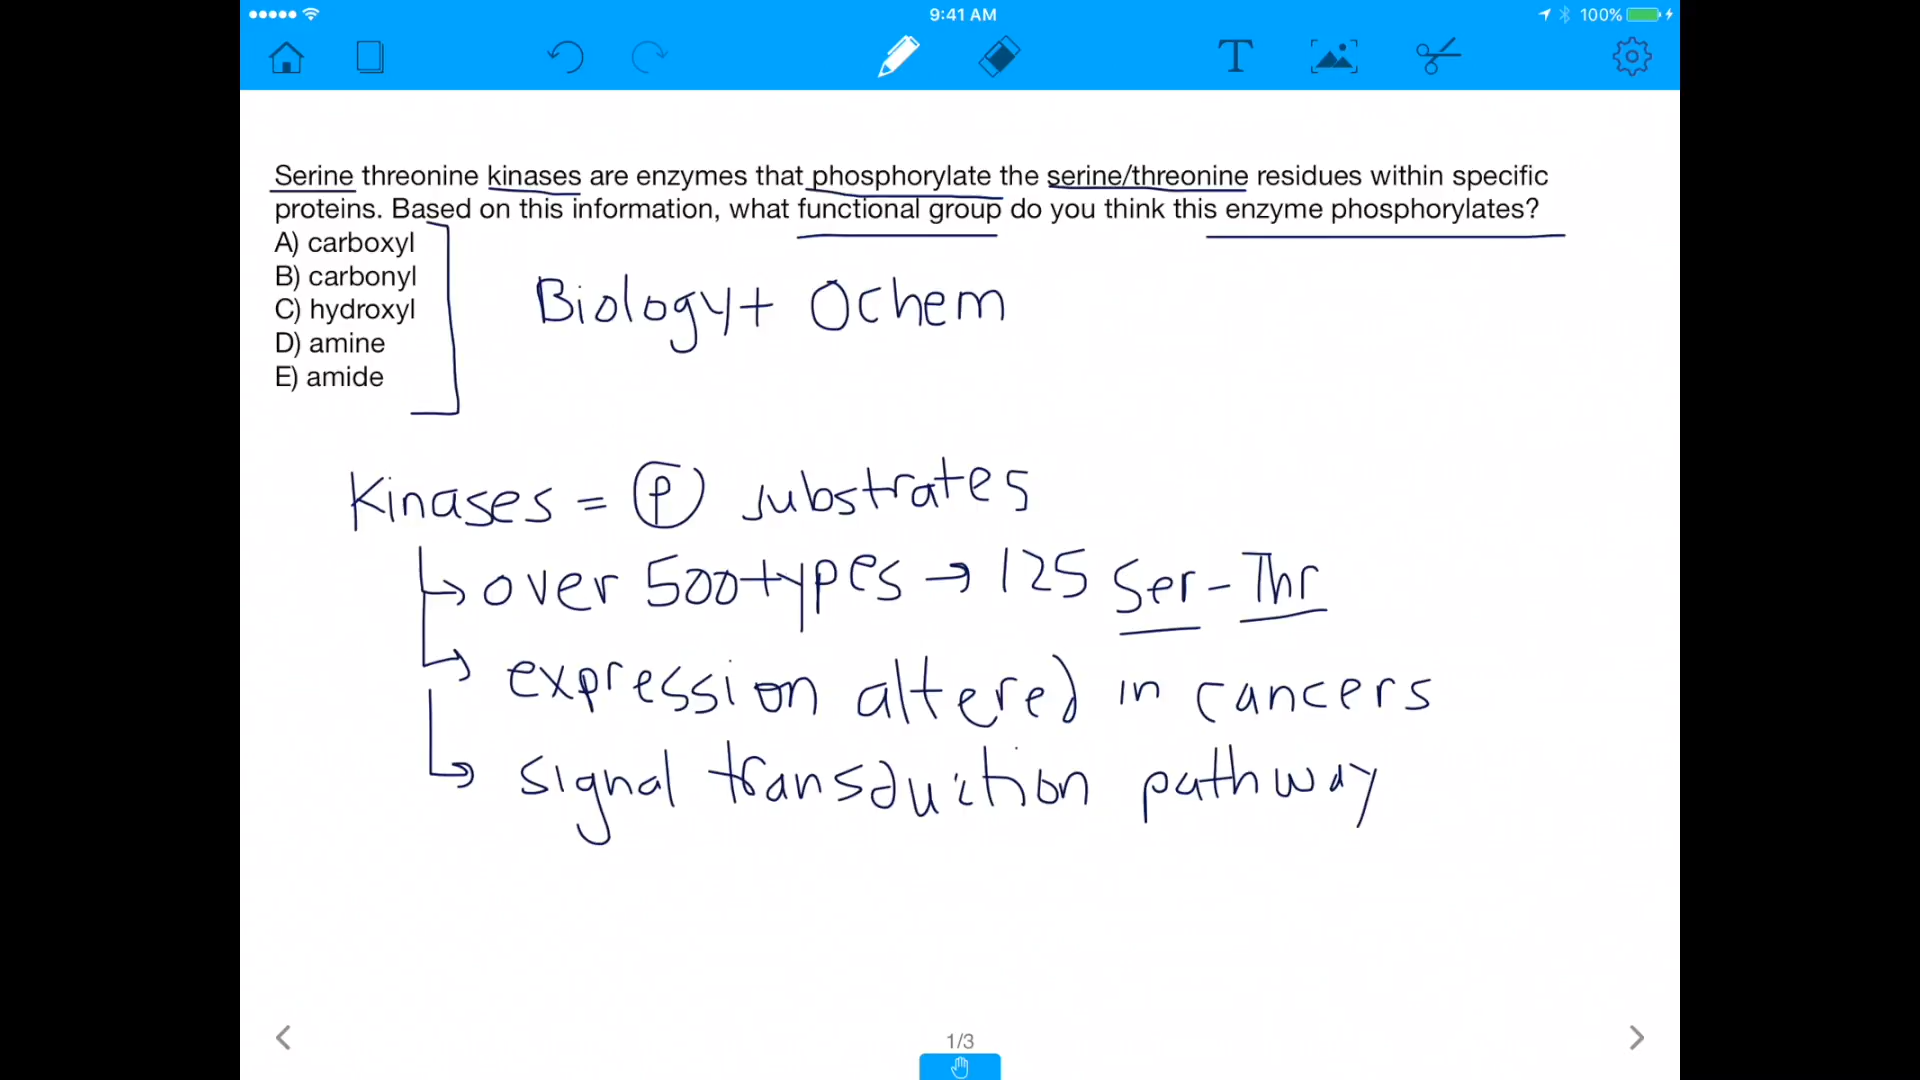 9:41 AM
100%
T
Serine threonine kinases are enzymes that phosphorylate the serine/threonine residues within specific
proteins. Based on this information, what functional group do you think this enzyme phosphorylates?
A) carboxyl
B) carbonyl
C) hydroxyl
D) amine
E) amide
Biology + Ochem
Kinases = P substrates
↳ over 500 types → 125 Ser - Thr
↳ expression altered in cancers
↳ signal transduction pathway
1/3